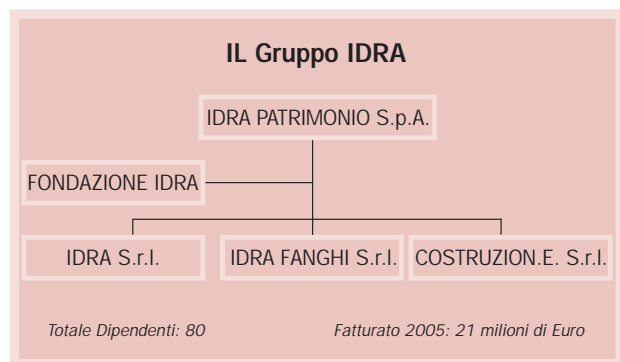 IL Gruppo IDRA
IDRA PATRIMONIO S.p.A.
FONDAZIONE IDRA
IDRA S.r.l.
IDRA FANGHI S.r.l.
COSTRUZION.E. S.r.l.
Totale Dipendenti: 80
Fatturato 2005: 21 milioni di Euro